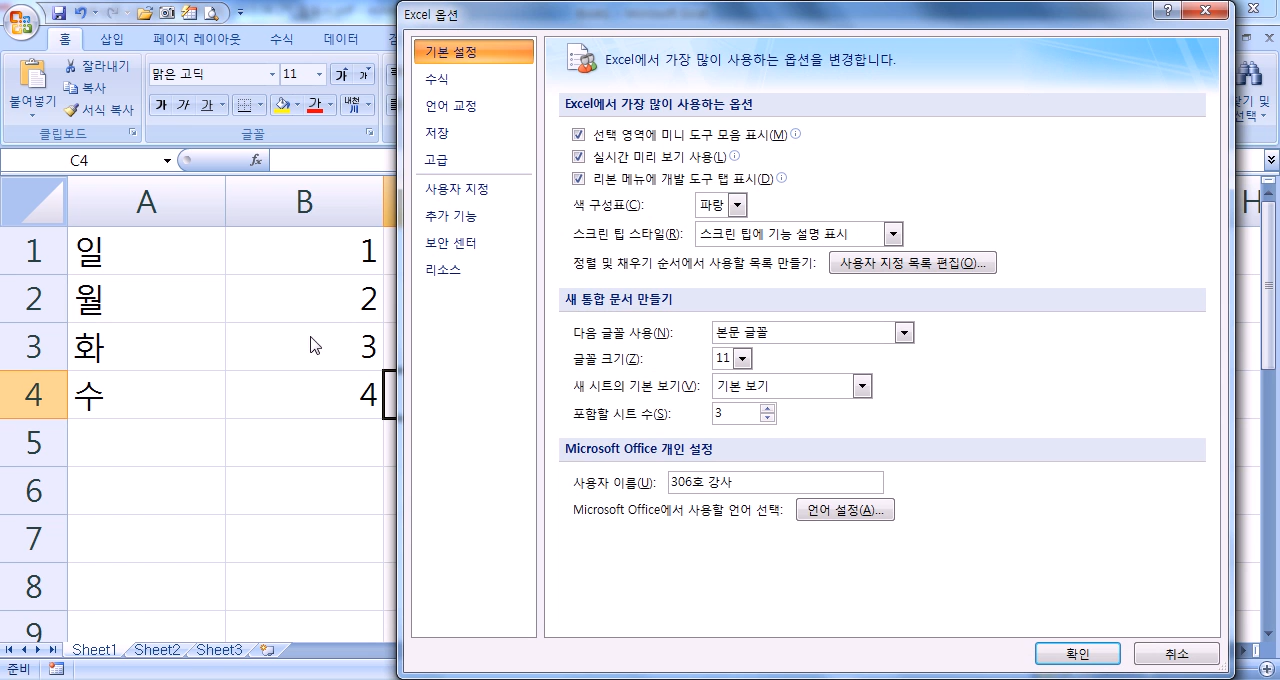 Excel 옵션
홈 삽입 페이지 레이아웃 수식 데이터
붙여넣기
잘라내기
복사
서식 복사
클립보드
맑은 고딕 11
가 가
가 가 가 가 내천
글꼴
찾기 및
선택
C4 fx
A B H
1 일 1
2 월 2
3 화 3
4 수 4
5
6
7
8
9
Sheet1 Sheet2 Sheet3
준비
기본 설정
수식
언어 교정
저장
고급
사용자 지정
추가 기능
보안 센터
리소스
Excel에서 가장 많이 사용하는 옵션을 변경합니다.
Excel에서 가장 많이 사용하는 옵션
선택 영역에 미니 도구 모음 표시(M)
실시간 미리 보기 사용(L)
리본 메뉴에 개발 도구 탭 표시(D)
색 구성표(C): 파랑
스크린 팁 스타일(R): 스크린 팁에 기능 설명 표시
정렬 및 채우기 순서에서 사용할 목록 만들기: 사용자 지정 목록 편집(O)...
새 통합 문서 만들기
다음 글꼴 사용(N): 본문 글꼴
글꼴 크기(Z): 11
새 시트의 기본 보기(V): 기본 보기
포함할 시트 수(S): 3
Microsoft Office 개인 설정
사용자 이름(U): 306호 강사
Microsoft Office에서 사용할 언어 선택: 언어 설정(A)...
확인 취소